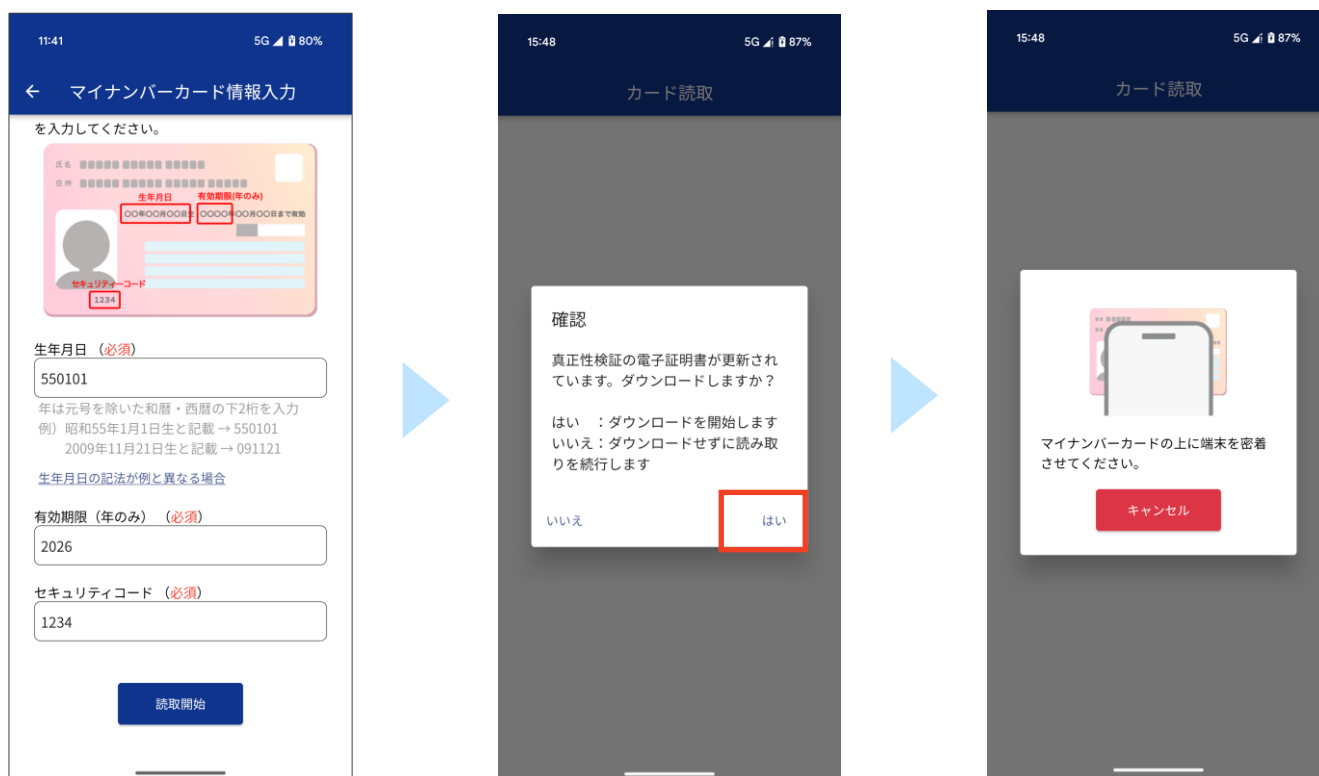 11:41
5G 80%
← マイナンバーカード情報入力
を入力してください。
氏名
住所
生年月日 有効期限(年のみ)
〇〇年〇〇月〇〇日生 〇〇〇〇年〇〇月〇〇日まで有効
セキュリティーコード
1234
生年月日 (必須)
550101
年は元号を除いた和暦・西暦の下2桁を入力
例) 昭和55年1月1日生と記載 → 550101
2009年11月21日生と記載 → 091121
生年月日の記法が例と異なる場合
有効期限(年のみ) (必須)
2026
セキュリティコード (必須)
1234
読取開始
15:48
5G 87%
カード読取
確認
真正性検証の電子証明書が更新され
ています。ダウンロードしますか?
はい :ダウンロードを開始します
いいえ:ダウンロードせずに読み取
りを続行します
いいえ はい
15:48
5G 87%
カード読取
マイナンバーカードの上に端末を密着
させてください。
キャンセル